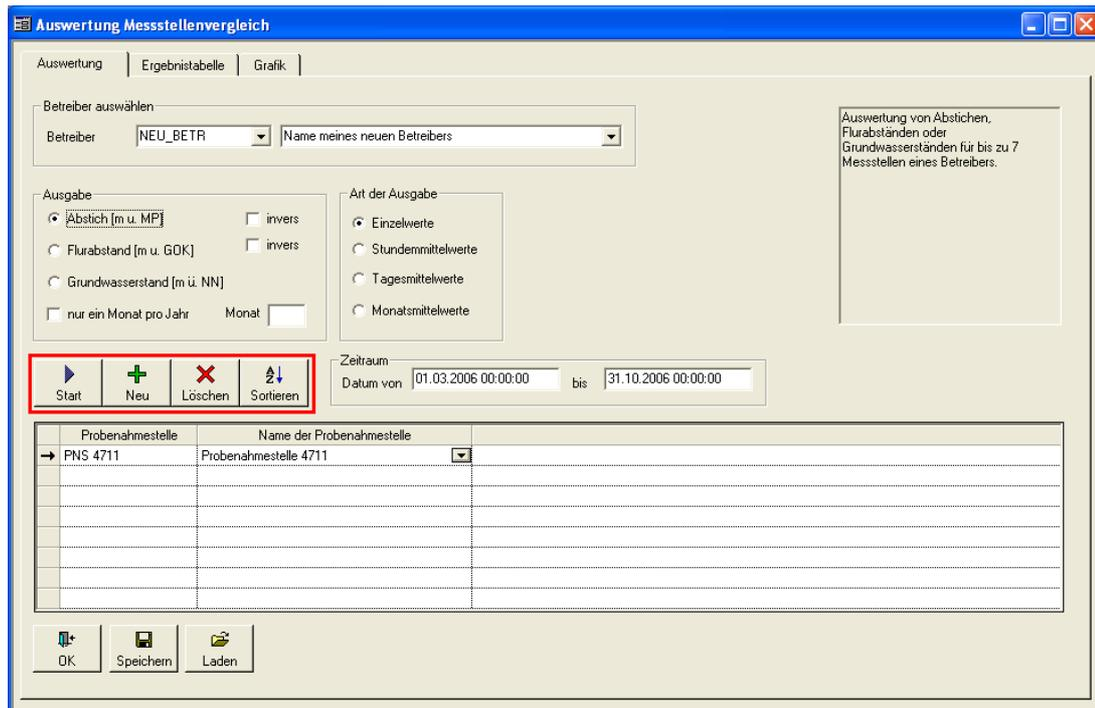 Auswertung Messstellenvergleich
Auswertung
Ergebnistabelle
Grafik
Betreiber auswählen
Betreiber
NEU_BETR
Name meines neuen Betreibers
Auswertung von Abstichen,
Flurabständen oder
Grundwasserständen für bis zu 7
Messstellen eines Betreibers.
Ausgabe
Abstich [m u. MP]
invers
Flurabstand [m u. GOK]
invers
Grundwasserstand [m ü. NN]
nur ein Monat pro Jahr
Monat
Art der Ausgabe
Einzelwerte
Stundenmittelwerte
Tagesmittelwerte
Monatsmittelwerte
Start
Neu
Löschen
Sortieren
Zeitraum
Datum von
01.03.2006 00:00:00
bis
31.10.2006 00:00:00
Probenahmestelle
Name der Probenahmestelle
PNS 4711
Probenahmestelle 4711
OK
Speichern
Laden